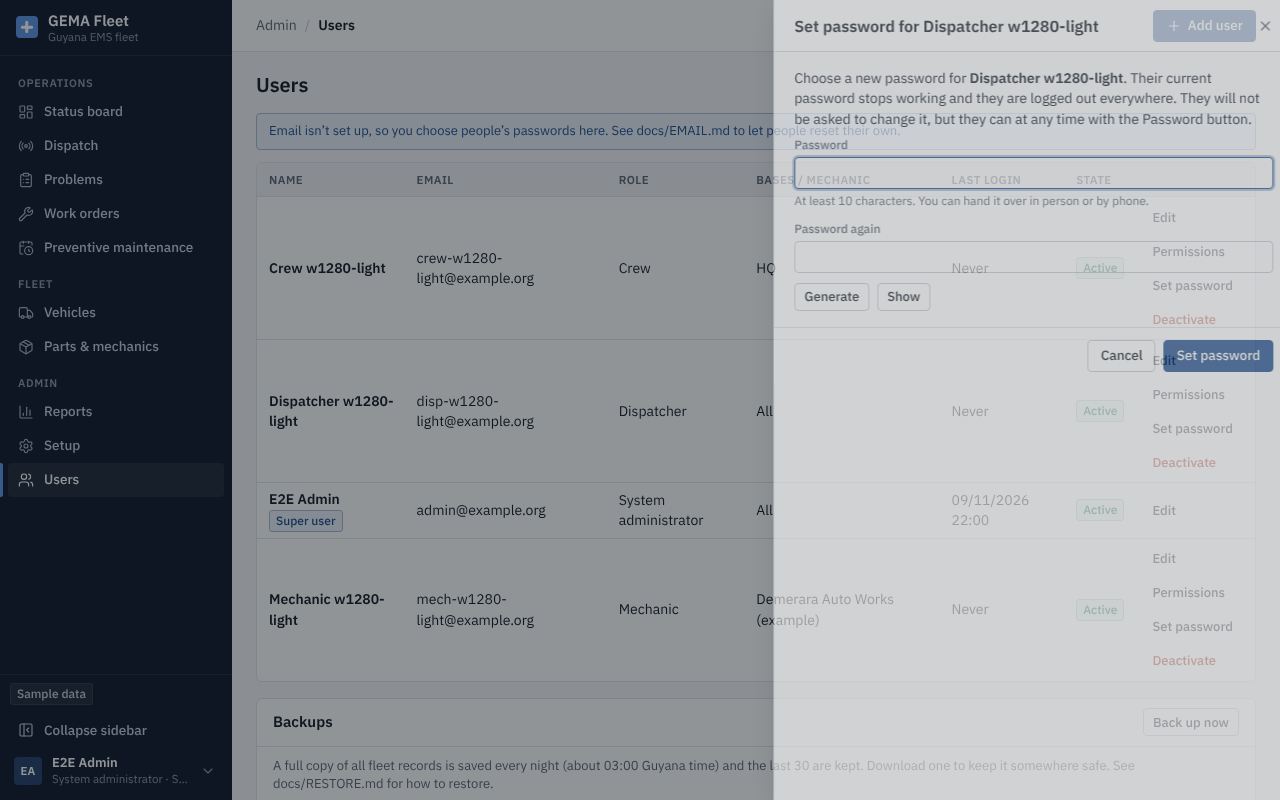 GEMA Fleet
Guyana EMS fleet
OPERATIONS
Status board
Dispatch
Problems
Work orders
Preventive maintenance
FLEET
Vehicles
Parts & mechanics
ADMIN
Reports
Setup
Users
Sample data
Collapse sidebar
EA
E2E Admin
System administrator · S...
Admin / Users
Users
Add user
Email isn't set up, so you choose people's passwords here. See docs/EMAIL.md to let people reset their own.
NAME EMAIL ROLE BASES / MECHANIC LAST LOGIN STATE
Crew w1280-light
crew-w1280-
light@example.org
Crew
HQ
Never
Active
Edit
Permissions
Set password
Deactivate
Dispatcher w1280-
light
disp-w1280-
light@example.org
Dispatcher
All
Never
Active
Edit
Permissions
Set password
Deactivate
E2E Admin
Super user
admin@example.org
System
administrator
All
09/11/2026
22:00
Active
Edit
Mechanic w1280-
light
mech-w1280-
light@example.org
Mechanic
Demerara Auto Works
(example)
Never
Active
Edit
Permissions
Set password
Deactivate
Backups
Back up now
A full copy of all fleet records is saved every night (about 03:00 Guyana time) and the last 30 are kept. Download one to keep it somewhere safe. See
docs/RESTORE.md for how to restore.
Set password for Dispatcher w1280-light
Choose a new password for Dispatcher w1280-light. Their current
password stops working and they are logged out everywhere. They will not
be asked to change it, but they can at any time with the Password button.
Password
At least 10 characters. You can hand it over in person or by phone.
Password again
Generate
Show
Cancel
Set password